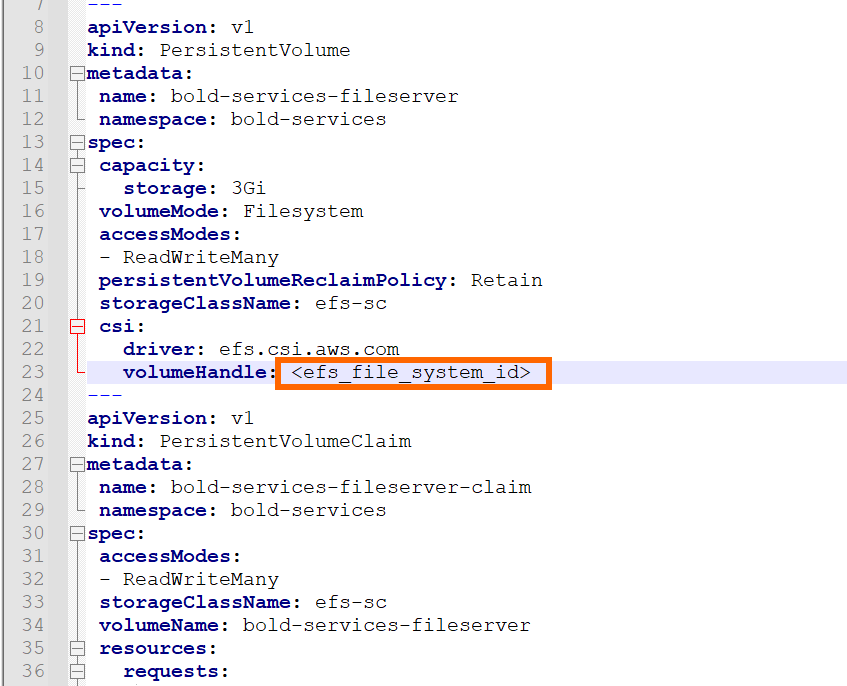 7 ---
8 apiVersion: v1
9 kind: PersistentVolume
10 metadata:
11  name: bold-services-fileserver
12  namespace: bold-services
13 spec:
14  capacity:
15    storage: 3Gi
16  volumeMode: Filesystem
17  accessModes:
18  - ReadWriteMany
19  persistentVolumeReclaimPolicy: Retain
20  storageClassName: efs-sc
21  csi:
22    driver: efs.csi.aws.com
23    volumeHandle: <efs_file_system_id>
24 ---
25 apiVersion: v1
26 kind: PersistentVolumeClaim
27 metadata:
28  name: bold-services-fileserver-claim
29  namespace: bold-services
30 spec:
31  accessModes:
32  - ReadWriteMany
33  storageClassName: efs-sc
34  volumeName: bold-services-fileserver
35  resources:
36    requests: